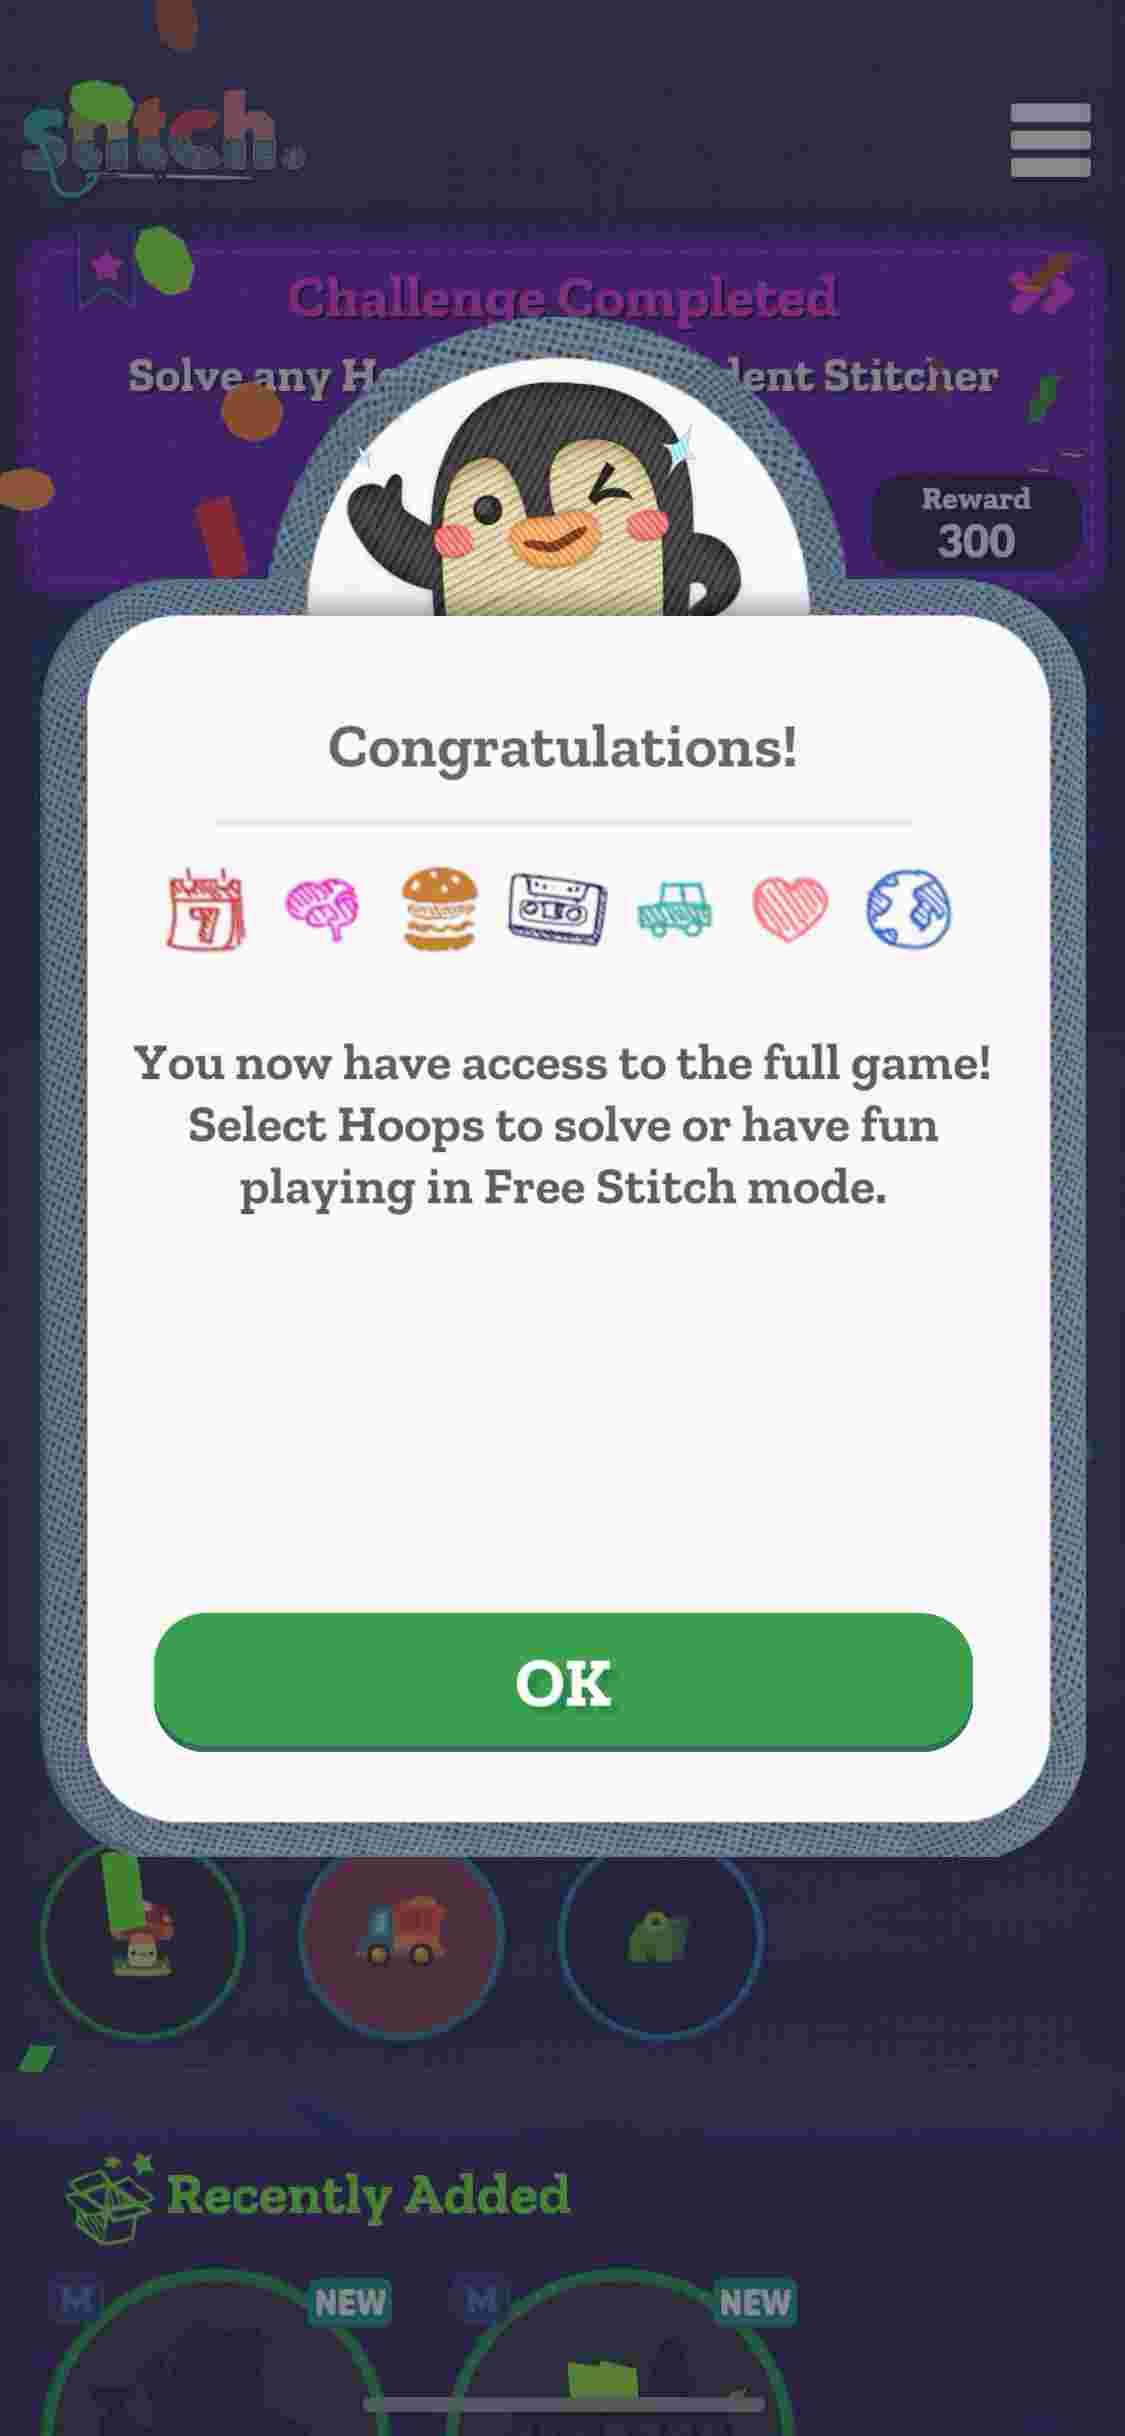 stitch.
Challenge Completed
Solve any Ho lent Stitcher
Reward
300
Congratulations!
7
You now have access to the full game!
Select Hoops to solve or have fun
playing in Free Stitch mode.
OK
Recently Added
M NEW M NEW